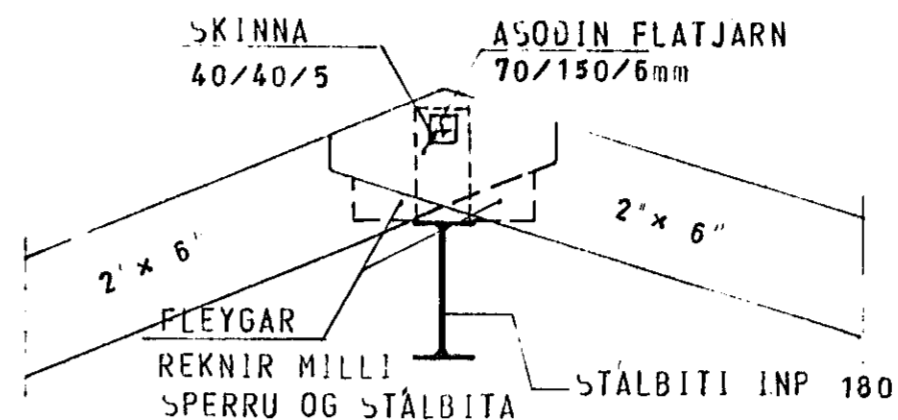 SKINNA
40/40/5
ASOÐIN FLATJARN
70/150/6mm
2' x 6"
2" x 6"
FLEYGAR
REKNIR MILLI
SPERRU OG STÁLBITA
STÁLBITI INP 180